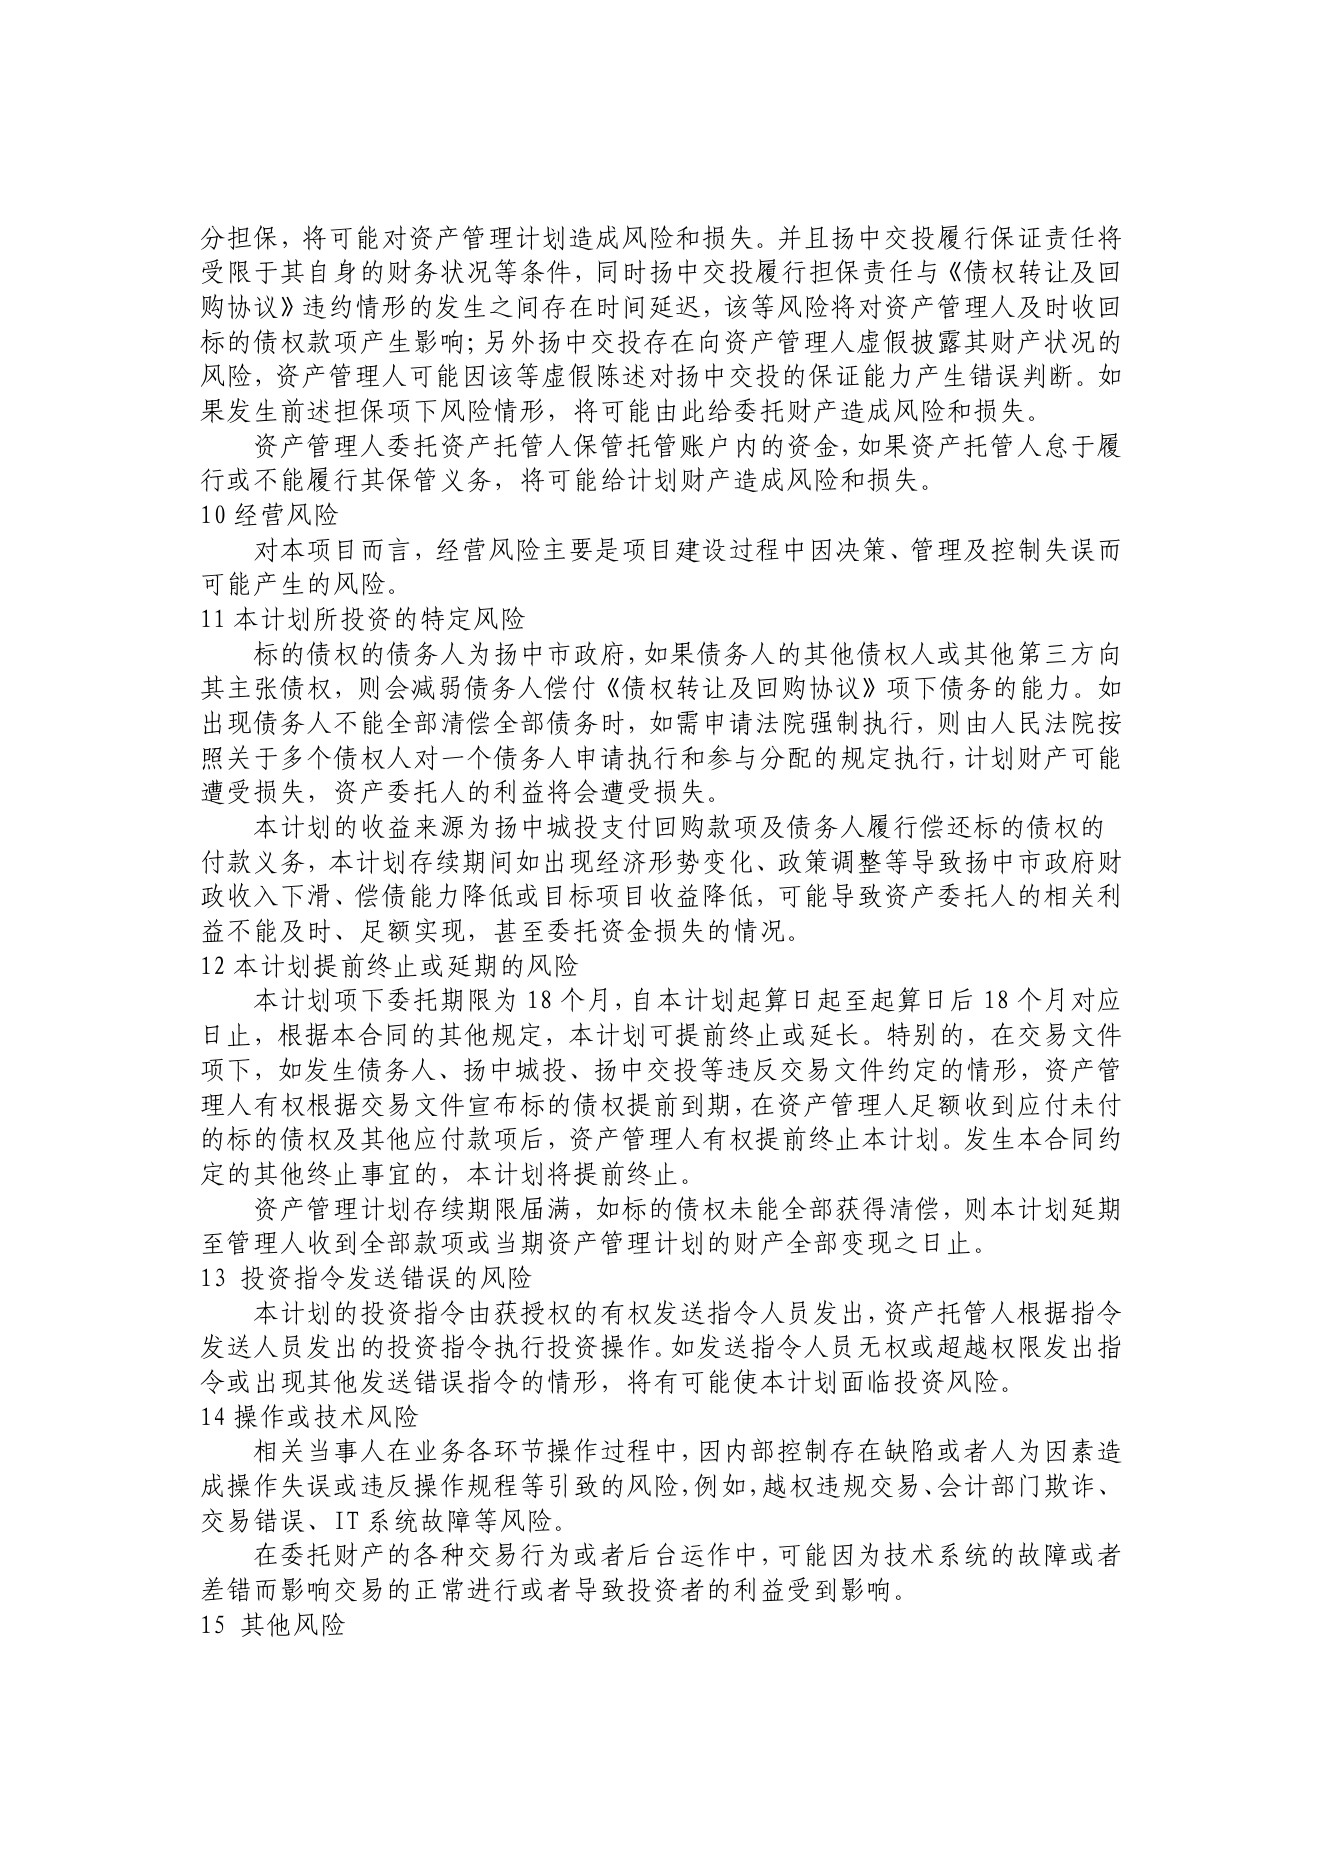 分担保，将可能对资产管理计划造成风险和损失。并且扬中交投履行保证责任将
受限于其自身的财务状况等条件，同时扬中交投履行担保责任与《债权转让及回
购协议》违约情形的发生之间存在时间延迟，该等风险将对资产管理人及时收回
标的债权款项产生影响；另外扬中交投存在向资产管理人虚假披露其财产状况的
风险，资产管理人可能因该等虚假陈述对扬中交投的保证能力产生错误判断。如
果发生前述担保项下风险情形，将可能由此给委托财产造成风险和损失。
资产管理人委托资产托管人保管托管账户内的资金，如果资产托管人怠于履
行或不能履行其保管义务，将可能给计划财产造成风险和损失。
10 经营风险
对本项目而言，经营风险主要是项目建设过程中因决策、管理及控制失误而
可能产生的风险。
11 本计划所投资的特定风险
标的债权的债务人为扬中市政府，如果债务人的其他债权人或其他第三方向
其主张债权，则会减弱债务人偿付《债权转让及回购协议》项下债务的能力。如
出现债务人不能全部清偿全部债务时，如需申请法院强制执行，则由人民法院按
照关于多个债权人对一个债务人申请执行和参与分配的规定执行，计划财产可能
遭受损失，资产委托人的利益将会遭受损失。
本计划的收益来源为扬中城投支付回购款项及债务人履行偿还标的债权的
付款义务，本计划存续期间如出现经济形势变化、政策调整等导致扬中市政府财
政收入下滑、偿债能力降低或目标项目收益降低，可能导致资产委托人的相关利
益不能及时、足额实现，甚至委托资金损失的情况。
12 本计划提前终止或延期的风险
本计划项下委托期限为 18 个月，自本计划起算日起至起算日后 18 个月对应
日止，根据本合同的其他规定，本计划可提前终止或延长。特别的，在交易文件
项下，如发生债务人、扬中城投、扬中交投等违反交易文件约定的情形，资产管
理人有权根据交易文件宣布标的债权提前到期，在资产管理人足额收到应付未付
的标的债权及其他应付款项后，资产管理人有权提前终止本计划。发生本合同约
定的其他终止事宜的，本计划将提前终止。
资产管理计划存续期限届满，如标的债权未能全部获得清偿，则本计划延期
至管理人收到全部款项或当期资产管理计划的财产全部变现之日止。
13 投资指令发送错误的风险
本计划的投资指令由获授权的有权发送指令人员发出，资产托管人根据指令
发送人员发出的投资指令执行投资操作。如发送指令人员无权或超越权限发出指
令或出现其他发送错误指令的情形，将有可能使本计划面临投资风险。
14 操作或技术风险
相关当事人在业务各环节操作过程中，因内部控制存在缺陷或者人为因素造
成操作失误或违反操作规程等引致的风险，例如，越权违规交易、会计部门欺诈、
交易错误、IT 系统故障等风险。
在委托财产的各种交易行为或者后台运作中，可能因为技术系统的故障或者
差错而影响交易的正常进行或者导致投资者的利益受到影响。
15 其他风险